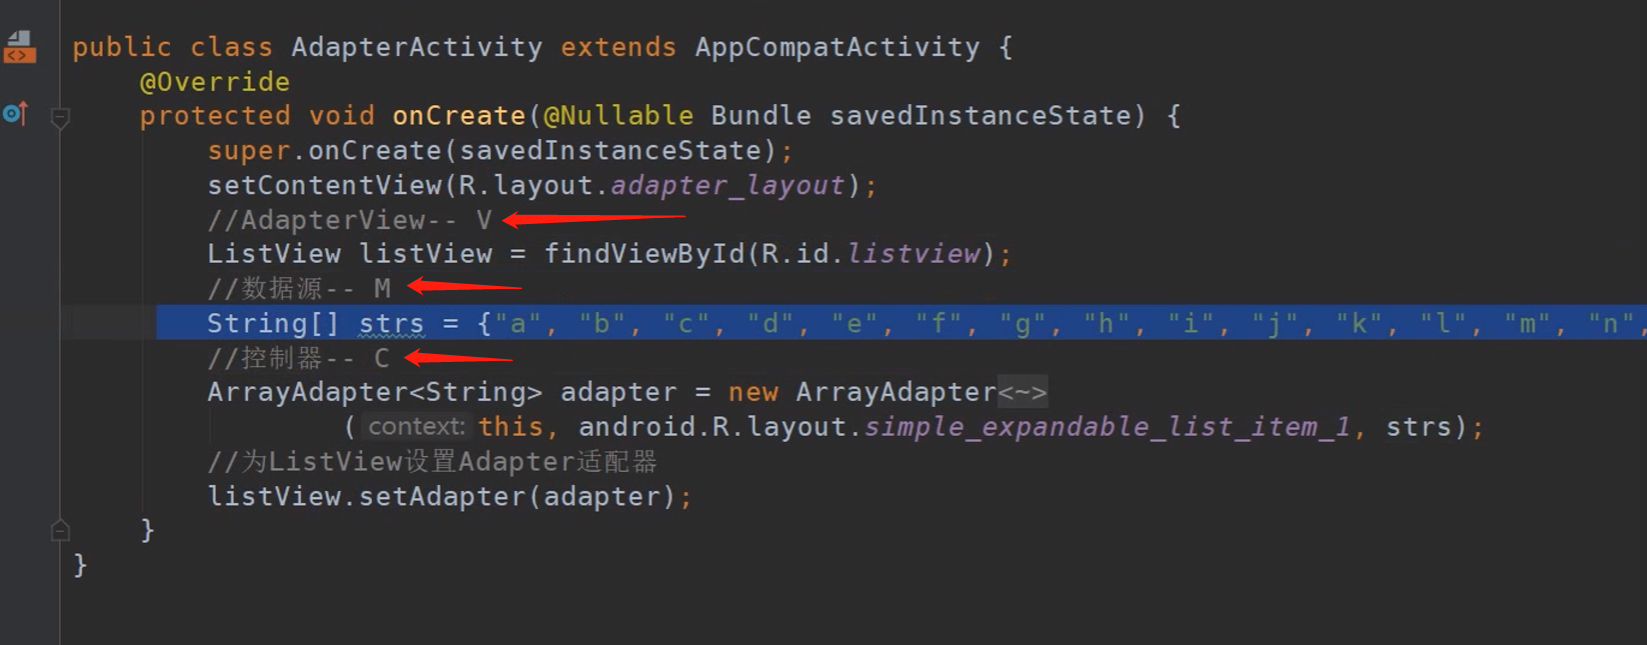 public class AdapterActivity extends AppCompatActivity {
@Override
protected void onCreate(@Nullable Bundle savedInstanceState) {
super.onCreate(savedInstanceState);
setContentView(R.layout.adapter_layout);
//AdapterView-- V
ListView listView = findViewById(R.id.listview);
//数据源-- M
String[] strs = {"a", "b", "c", "d", "e", "f", "g", "h", "i", "j", "k", "l", "m", "n",
//控制器-- C
ArrayAdapter<String> adapter = new ArrayAdapter<~>
( context: this, android.R.layout.simple_expandable_list_item_1, strs);
//为ListView设置Adapter适配器
listView.setAdapter(adapter);
}
}